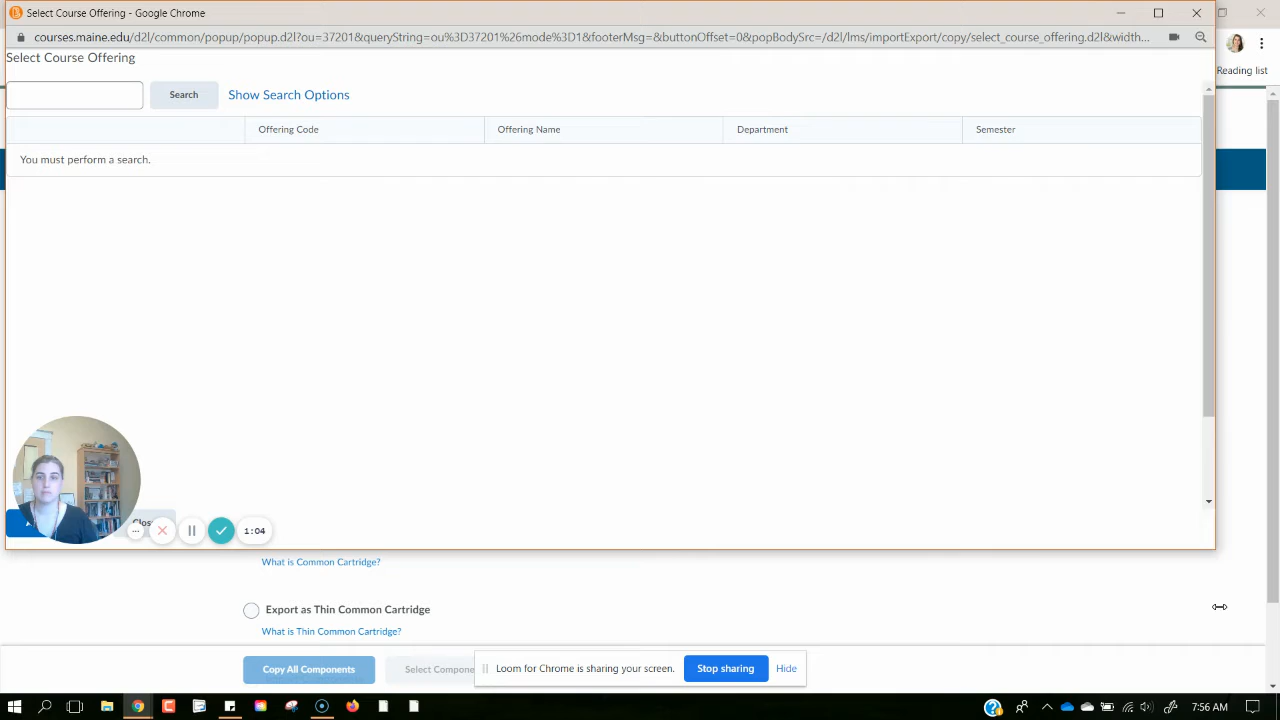 Select Course Offering - Google Chrome
courses.maine.edu/d2l/common/popup/popup.d2l?ou=37201&queryString=ou%3D37201%26mode%3D1&footerMsg=&buttonOffset=0&popBodySrc=/d2l/lms/importExport/copy/select_course_offering.d2l&width...
Select Course Offering
Reading list
Search
Show Search Options
Offering Code
Offering Name
Department
Semester
You must perform a search.
1:04
What is Common Cartridge?
Export as Thin Common Cartridge
What is Thin Common Cartridge?
Copy All Components
Loom for Chrome is sharing your screen.
Stop sharing
Hide
7:56 AM